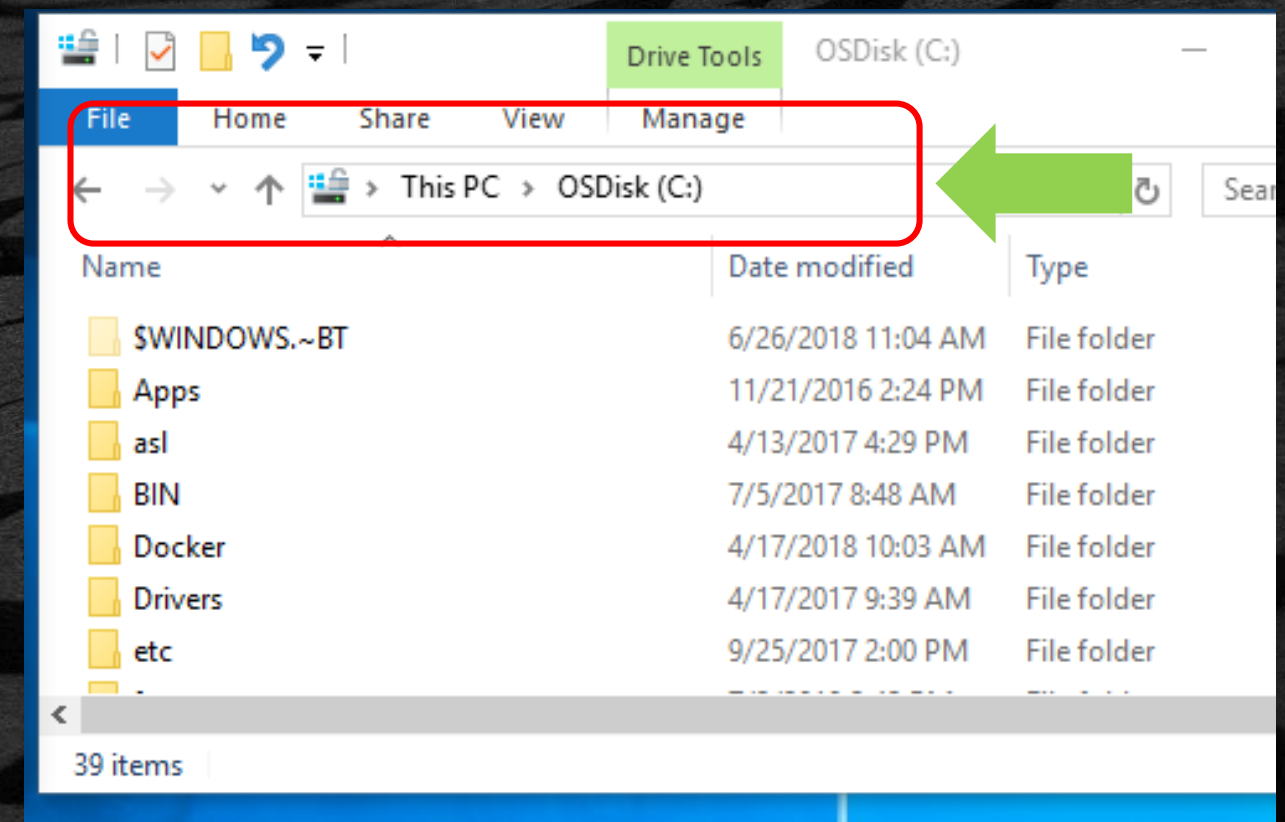 Drive Tools OSDisk (C:)
File Home Share View Manage
This PC > OSDisk (C:)
Name Date modified Type
$WINDOWS.~BT 6/26/2018 11:04 AM File folder
Apps 11/21/2016 2:24 PM File folder
asl 4/13/2017 4:29 PM File folder
BIN 7/5/2017 8:48 AM File folder
Docker 4/17/2018 10:03 AM File folder
Drivers 4/17/2017 9:39 AM File folder
etc 9/25/2017 2:00 PM File folder
39 items